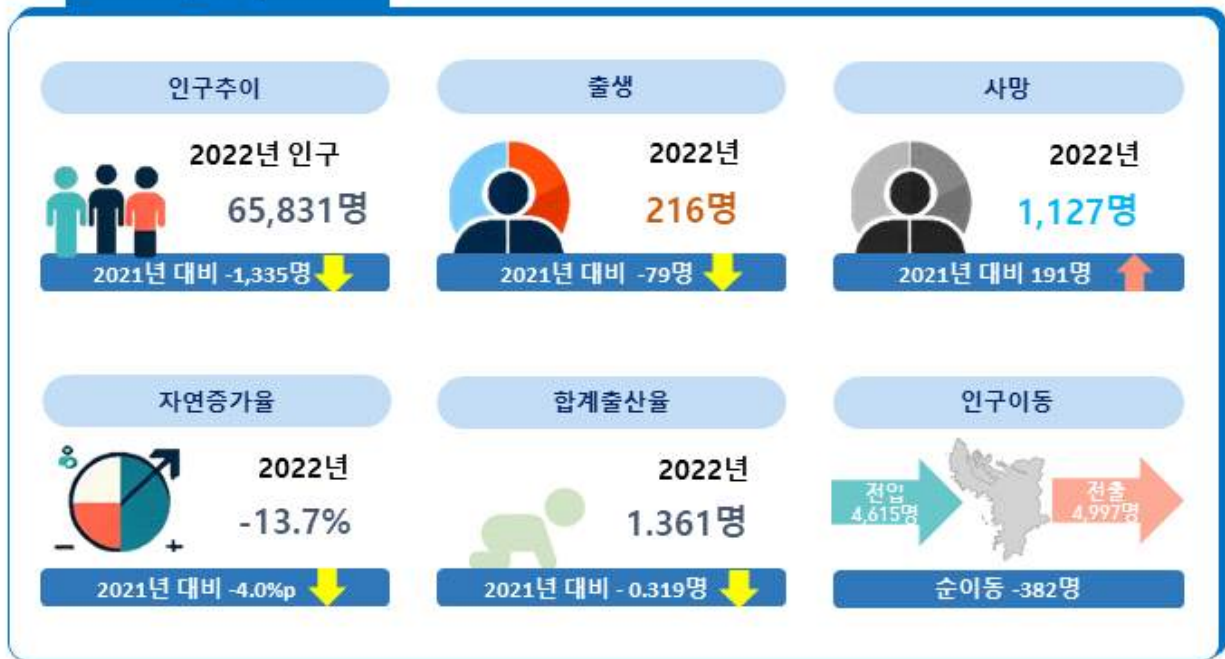 인구추이
2022년 인구
65,831명
2021년 대비 -1,335명
출생
2022년
216명
2021년 대비 -79명
사망
2022년
1,127명
2021년 대비 191명
자연증가율
2022년
-13.7%
2021년 대비 -4.0%p
합계출산율
2022년
1.361명
2021년 대비 - 0.319명
인구이동
전입
4,615명
전출
4,997명
순이동 -382명